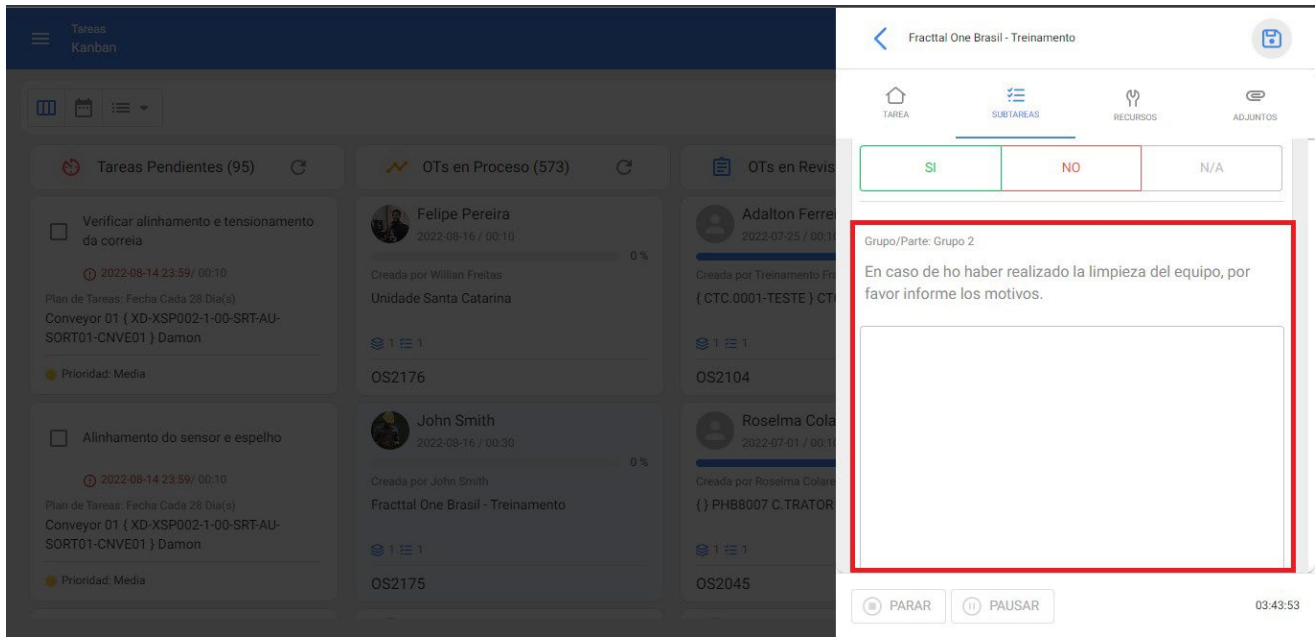 Tareas
Kanban
Fracttal One Brasil - Treinamento
TAREA
SUBTAREAS
RECURSOS
ADJUNTOS
Tareas Pendientes (95)
OTs en Proceso (573)
OTs en Revis
SI
NO
N/A
Verificar alinhamento e tensionamento
da correia
2022-08-14 23:59/ 00:10
Plan de Tareas: Fecha Cada 28 Dia(s)
Conveyor 01 { XD-XSP002-1-00-SRT-AU-
SORT01-CNVE01 } Damon
Prioridad: Media
Alinhamento do sensor e espelho
2022-08-14 23:59/ 00:10
Plan de Tareas: Fecha Cada 28 Dia(s)
Conveyor 01 { XD-XSP002-1-00-SRT-AU-
SORT01-CNVE01 } Damon
Prioridad: Media
Felipe Pereira
2022-08-16 / 00:10
0 %
Creada por Willian Freitas
Unidade Santa Catarina
1 1
OS2176
John Smith
2022-08-16 / 00:30
0 %
Creada por John Smith
Fracttal One Brasil - Treinamento
1 1
OS2175
Adalton Ferre
2022-07-25 / 00:10
Creada por Treinamento Fr
{ CTC.0001-TESTE } CT
1 1
OS2104
Roselma Cola
2022-07-01 / 00:10
Creada por Roselma Colare
{ } PHB8007 C.TRATOR
1 1
OS2045
Grupo/Parte: Grupo 2
En caso de ho haber realizado la limpieza del equipo, por
favor informe los motivos.
PARAR
PAUSAR
03:43:53